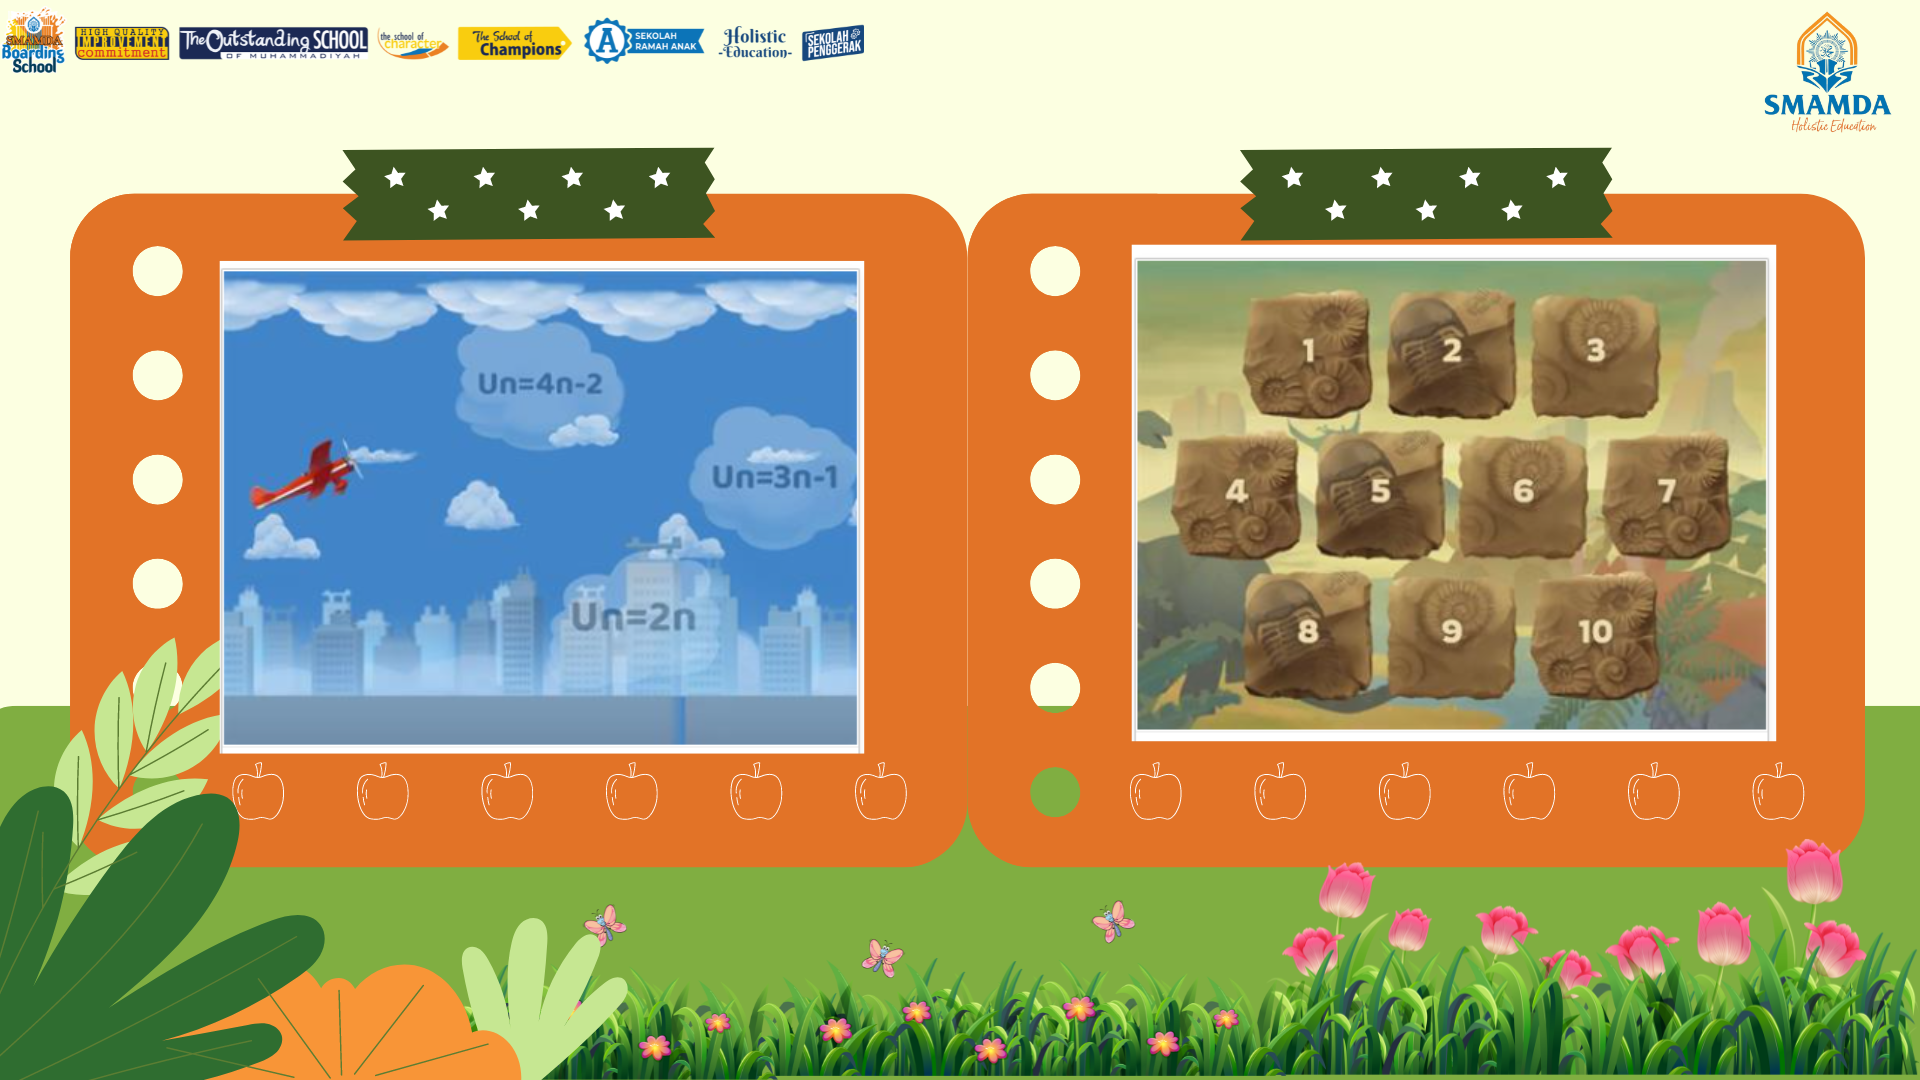 SMAMDA
Boarding
School
HIGH QUALITY
IMPROVEMENT
commitment
The Outstanding SCHOOL
OF MUHAMMADIYAH
the school of
character
The School of
Champions
A
SEKOLAH
RAMAH ANAK
Holistic
-Education-
SEKOLAH
PENGGERAK
SMAMDA
Holistic Education
Un=4n-2
Un=3n-1
Un=2n
1
2
3
4
5
6
7
8
9
10